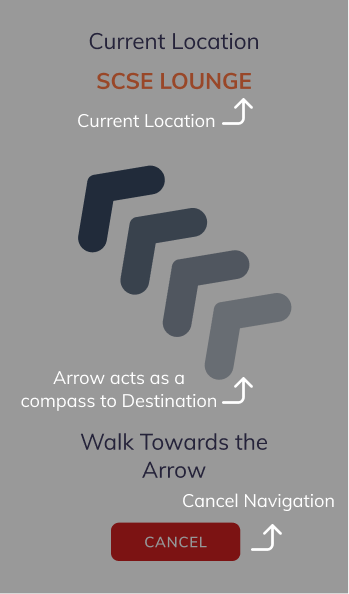 Current Location
SCSE LOUNGE
Current Location
Arrow acts as a
compass to Destination
Walk Towards the
Arrow
Cancel Navigation
CANCEL